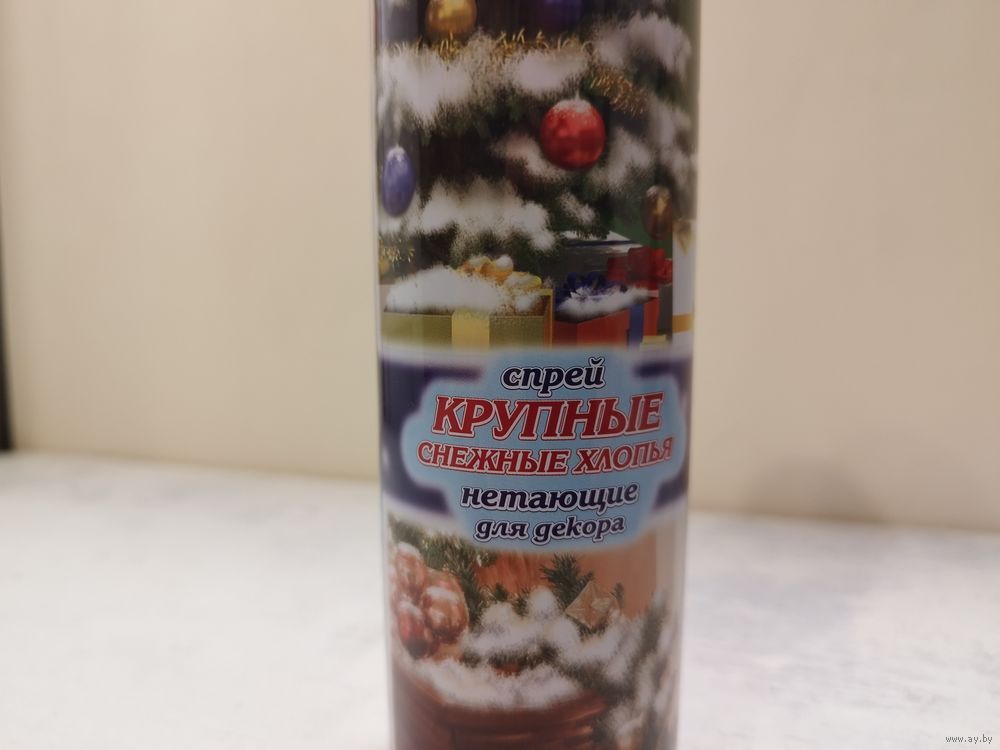 спрей
КРУПНЫЕ
СНЕЖНЫЕ ХЛОПЬЯ
нетающие
для декора
www.ay.by